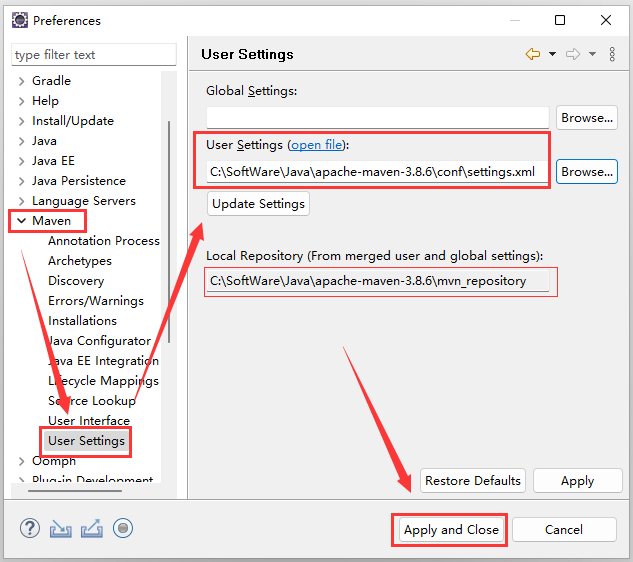 Preferences
type filter text
Gradle
Help
Install/Update
Java
Java EE
Java Persistence
Language Servers
Maven
Annotation Process
Archetypes
Discovery
Errors/Warnings
Installations
Java Configurator
Java EE Integration
Lifecycle Mappings
Source Lookup
User Interface
User Settings
Oomph
Plug-in Development
User Settings
Global Settings:
Browse...
User Settings (open file):
C:\SoftWare\Java\apache-maven-3.8.6\conf\settings.xml
Browse...
Update Settings
Local Repository (From merged user and global settings):
C:\SoftWare\Java\apache-maven-3.8.6\mvn_repository
Restore Defaults
Apply
Apply and Close
Cancel